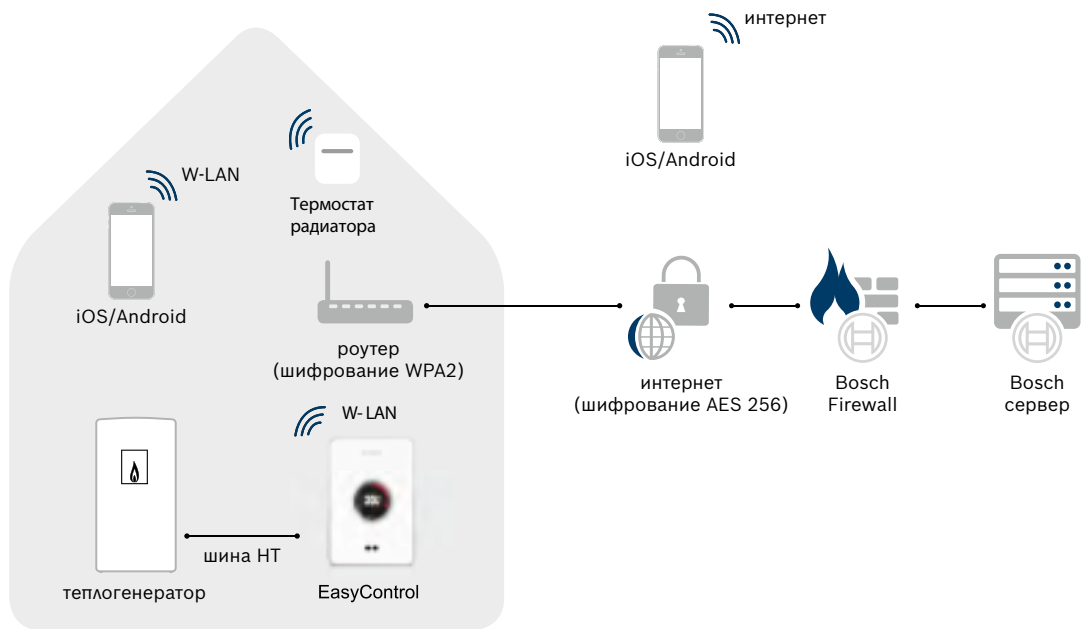 интернет
iOS/Android
W-LAN
Термостат
радиатора
iOS/Android
роутер
(шифрование WPA2)
интернет
(шифрование AES 256)
Bosch
Firewall
Bosch
сервер
W- LAN
шина HT
теплогенератор
EasyControl